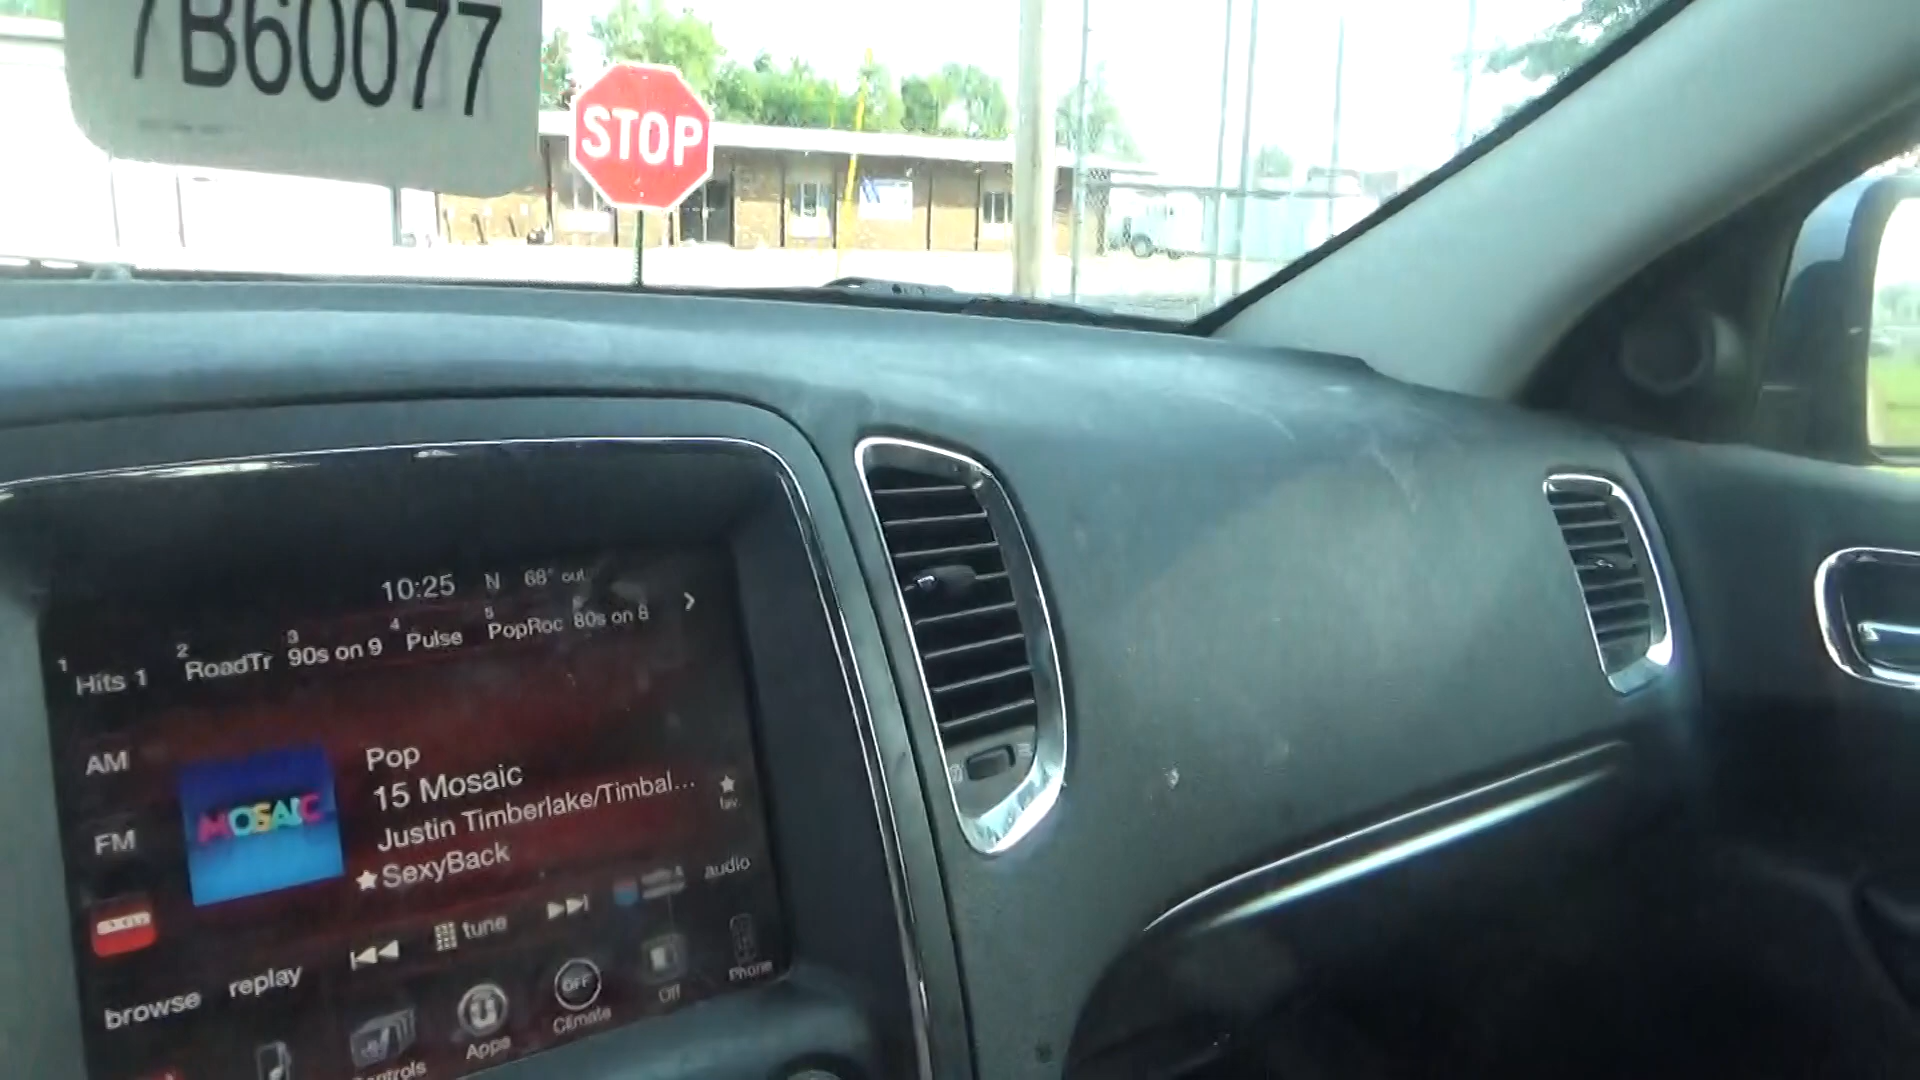 7B60077
STOP
10:25 N 68° out
1 2 3 4 5
Hits 1 RoadTr 90s on 9 Pulse PopRoc 80s on 8
AM
FM
MOSAIC
Pop
15 Mosaic
Justin Timberlake/Timbal...
SexyBack
fav
audio
tune
replay
browse
Apps
OFF
Climate
Off
Phone